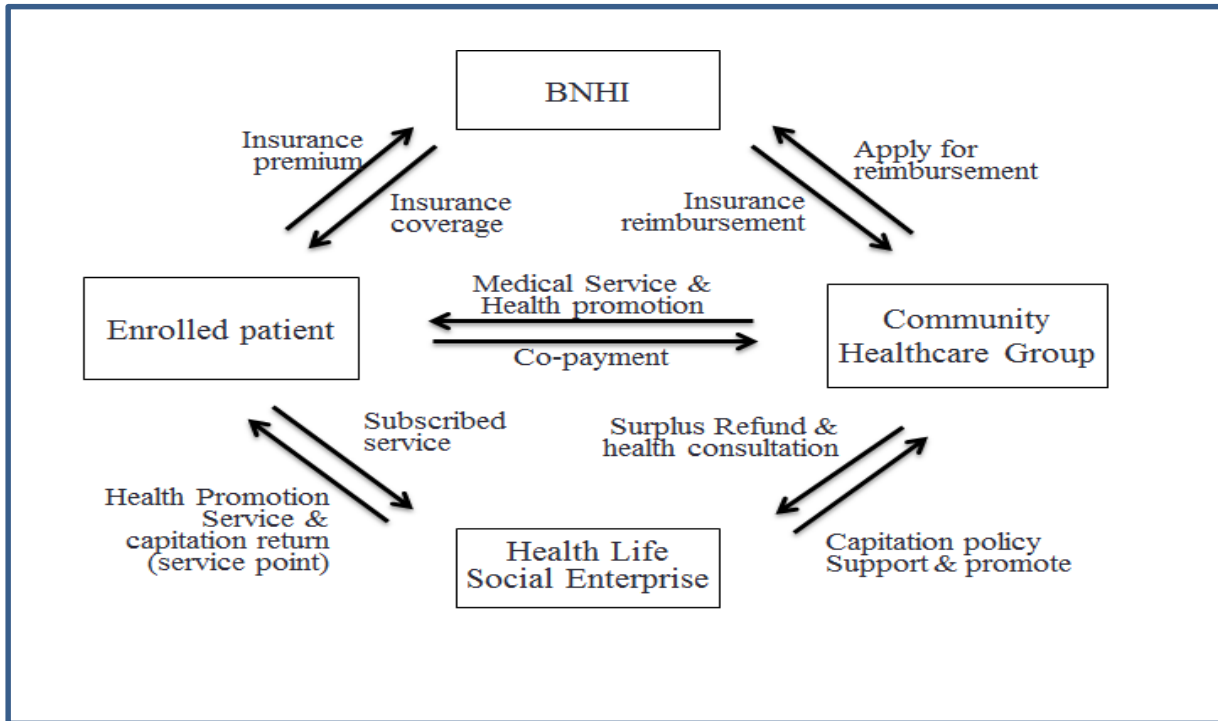 BNHI
Insurance
premium
Insurance
coverage
Insurance
reimbursement
Apply for
reimbursement
Enrolled patient
Medical Service &
Health promotion
Co-payment
Community
Healthcare Group
Subscribed
service
Surplus Refund &
health consultation
Health Promotion
Service &
capitation return
(service point)
Health Life
Social Enterprise
Capitation policy
Support & promote